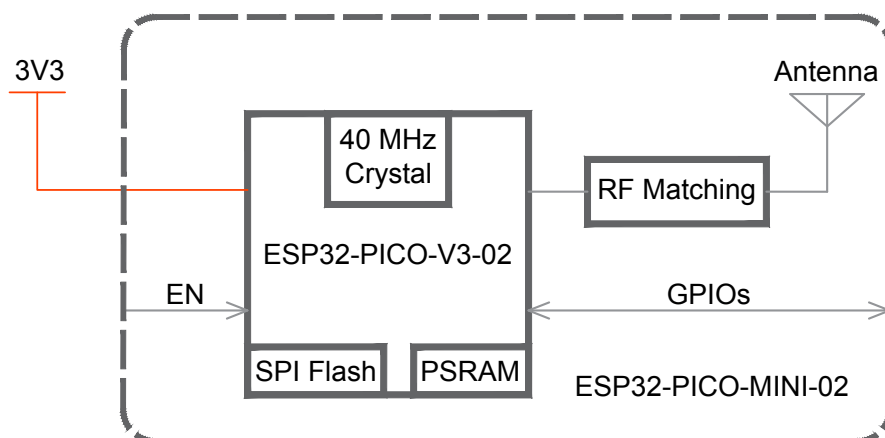 3V3
Antenna
40 MHz
Crystal
RF Matching
ESP32-PICO-V3-02
EN
GPIOs
SPI Flash
PSRAM
ESP32-PICO-MINI-02